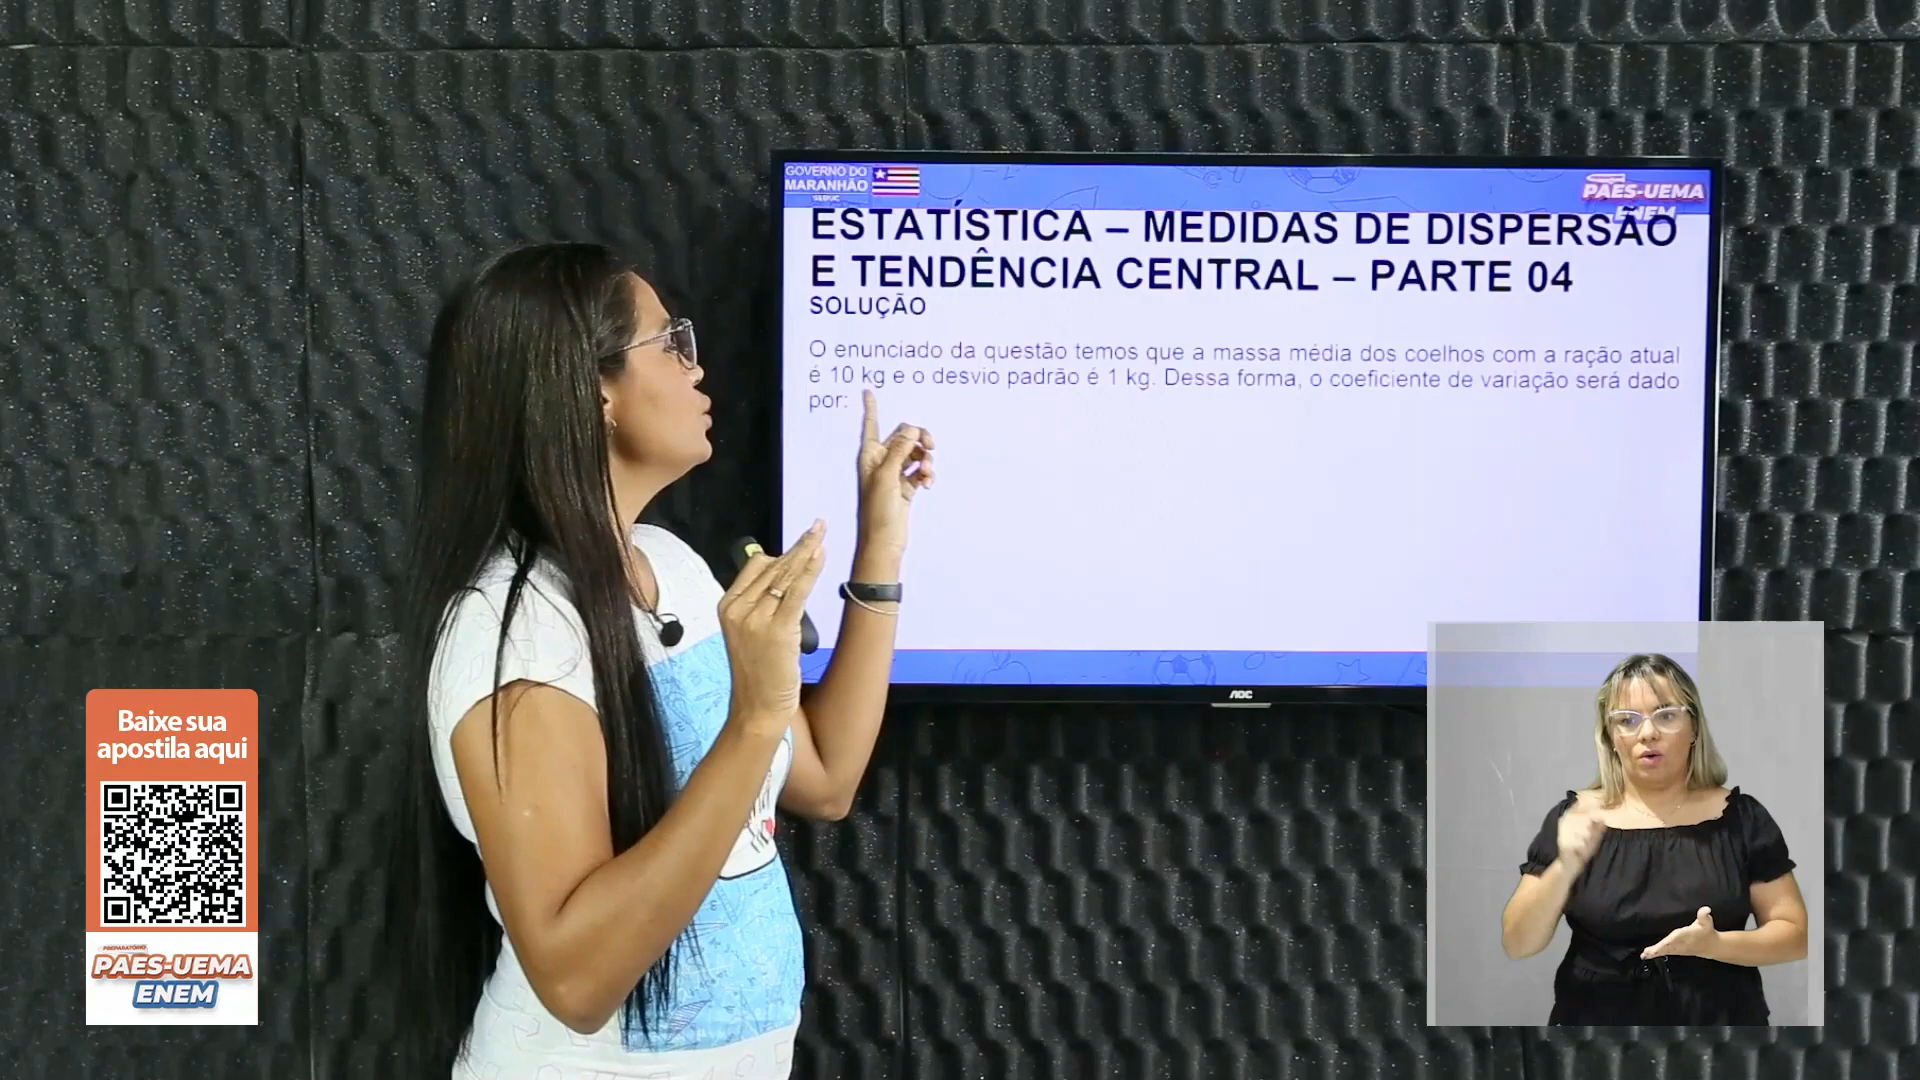 GOVERNO DO
MARANHÃO
SEDUC
PAES-UEMA
ENEM
ESTATÍSTICA – MEDIDAS DE DISPERSÃO
E TENDÊNCIA CENTRAL – PARTE 04
SOLUÇÃO
O enunciado da questão temos que a massa média dos coelhos com a ração atual
é 10 kg e o desvio padrão é 1 kg. Dessa forma, o coeficiente de variação será dado
por:
AOC
Baixe sua
apostila aqui
PREPARATÓRIO
PAES-UEMA
ENEM